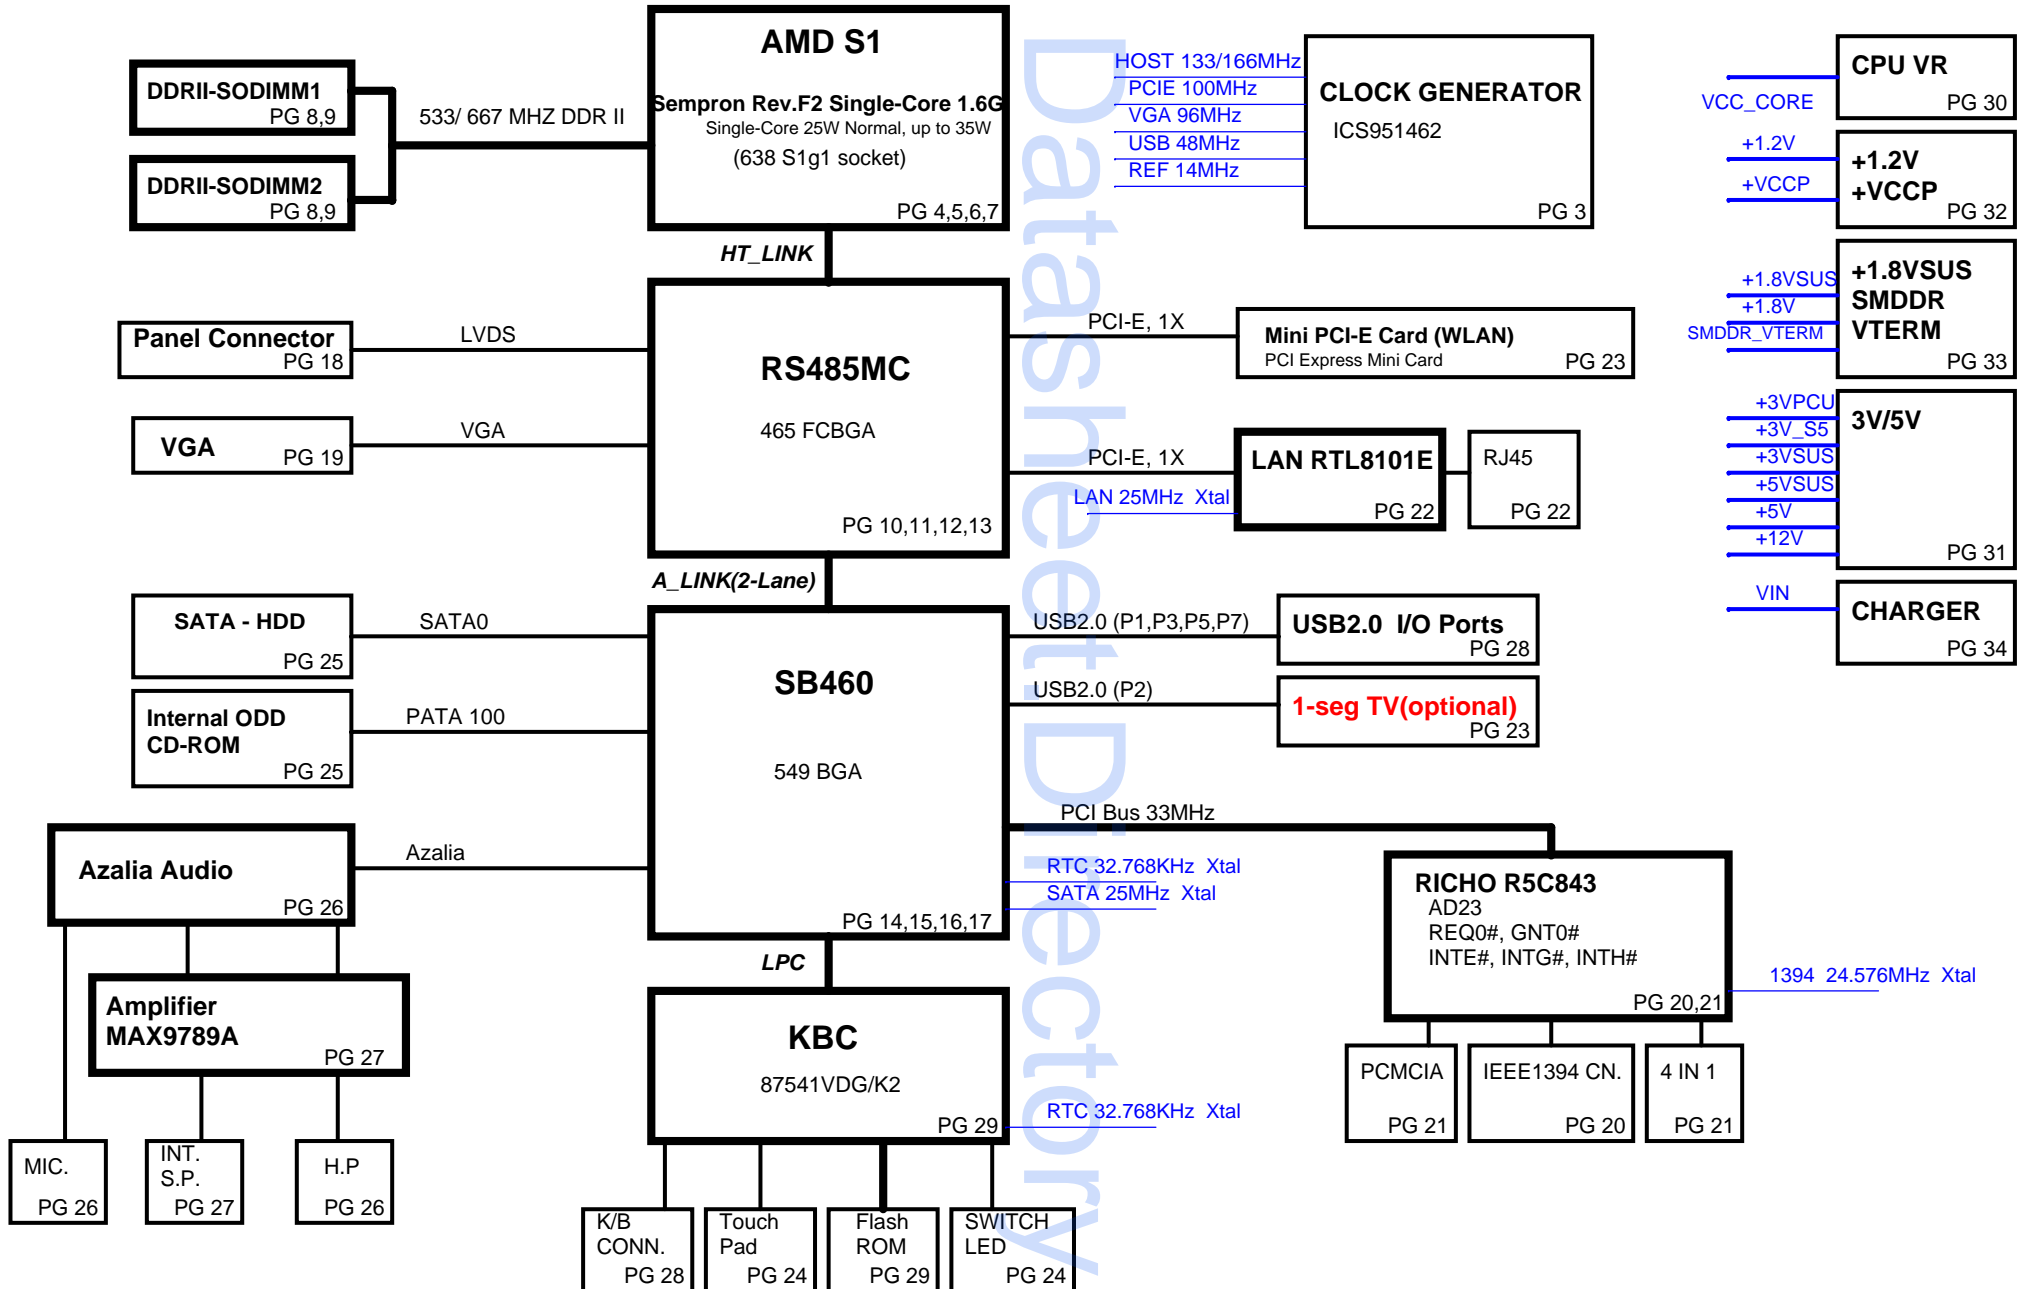 AMD S1
Sempron Rev.F2 Single-Core 1.6G
Single-Core 25W Normal, up to 35W
(638 S1g1 socket)
PG 4,5,6,7
DDRII-SODIMM1
PG 8,9
DDRII-SODIMM2
PG 8,9
533/ 667 MHZ DDR II
HOST 133/166MHz
PCIE 100MHz
VGA 96MHz
USB 48MHz
REF 14MHz
CLOCK GENERATOR
ICS951462
PG 3
VCC_CORE
CPU VR
PG 30
+1.2V
+VCCP
+1.2V
+VCCP
PG 32
+1.8VSUS
+1.8V
SMDDR_VTERM
+1.8VSUS
SMDDR
VTERM
PG 33
+3VPCU
+3V_S5
+3VSUS
+5VSUS
+5V
+12V
3V/5V
PG 31
VIN
CHARGER
PG 34
HT_LINK
Panel Connector
PG 18
LVDS
VGA
PG 19
VGA
RS485MC
465 FCBGA
PG 10,11,12,13
PCI-E, 1X
Mini PCI-E Card (WLAN)
PCI Express Mini Card
PG 23
PCI-E, 1X
LAN 25MHz Xtal
LAN RTL8101E
PG 22
RJ45
PG 22
A_LINK(2-Lane)
SATA - HDD
PG 25
SATA0
Internal ODD
CD-ROM
PG 25
PATA 100
SB460
549 BGA
PG 14,15,16,17
USB2.0 (P1,P3,P5,P7)
USB2.0 I/O Ports
PG 28
USB2.0 (P2)
1-seg TV(optional)
PG 23
PCI Bus 33MHz
RTC 32.768KHz Xtal
SATA 25MHz Xtal
Azalia Audio
PG 26
Azalia
RICHO R5C843
AD23
REQ0#, GNT0#
INTE#, INTG#, INTH#
PG 20,21
1394 24.576MHz Xtal
PCMCIA
PG 21
IEEE1394 CN.
PG 20
4 IN 1
PG 21
LPC
Amplifier
MAX9789A
PG 27
KBC
87541VDG/K2
PG 29
RTC 32.768KHz Xtal
MIC.
PG 26
INT.
S.P.
PG 27
H.P
PG 26
K/B
CONN.
PG 28
Touch
Pad
PG 24
Flash
ROM
PG 29
SWITCH
LED
PG 24
DatasheetDirectory